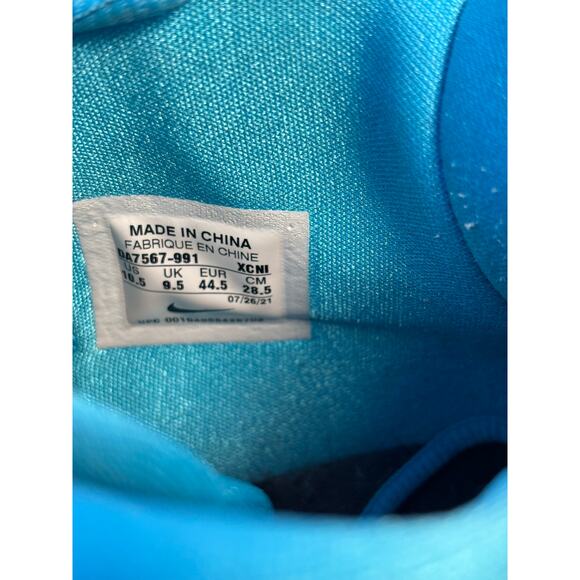 MADE IN CHINA
FABRIQUE EN CHINE
DA7567-991 XCNI
US UK EUR CM
10.5 9.5 44.5 28.5
07/26/21
UPC